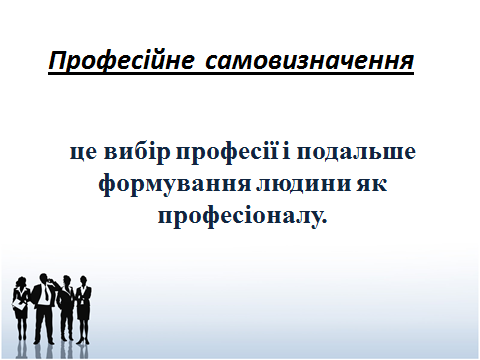 Професійне самовизначення
це вибір професії і подальше
формування людини як
професіоналу.